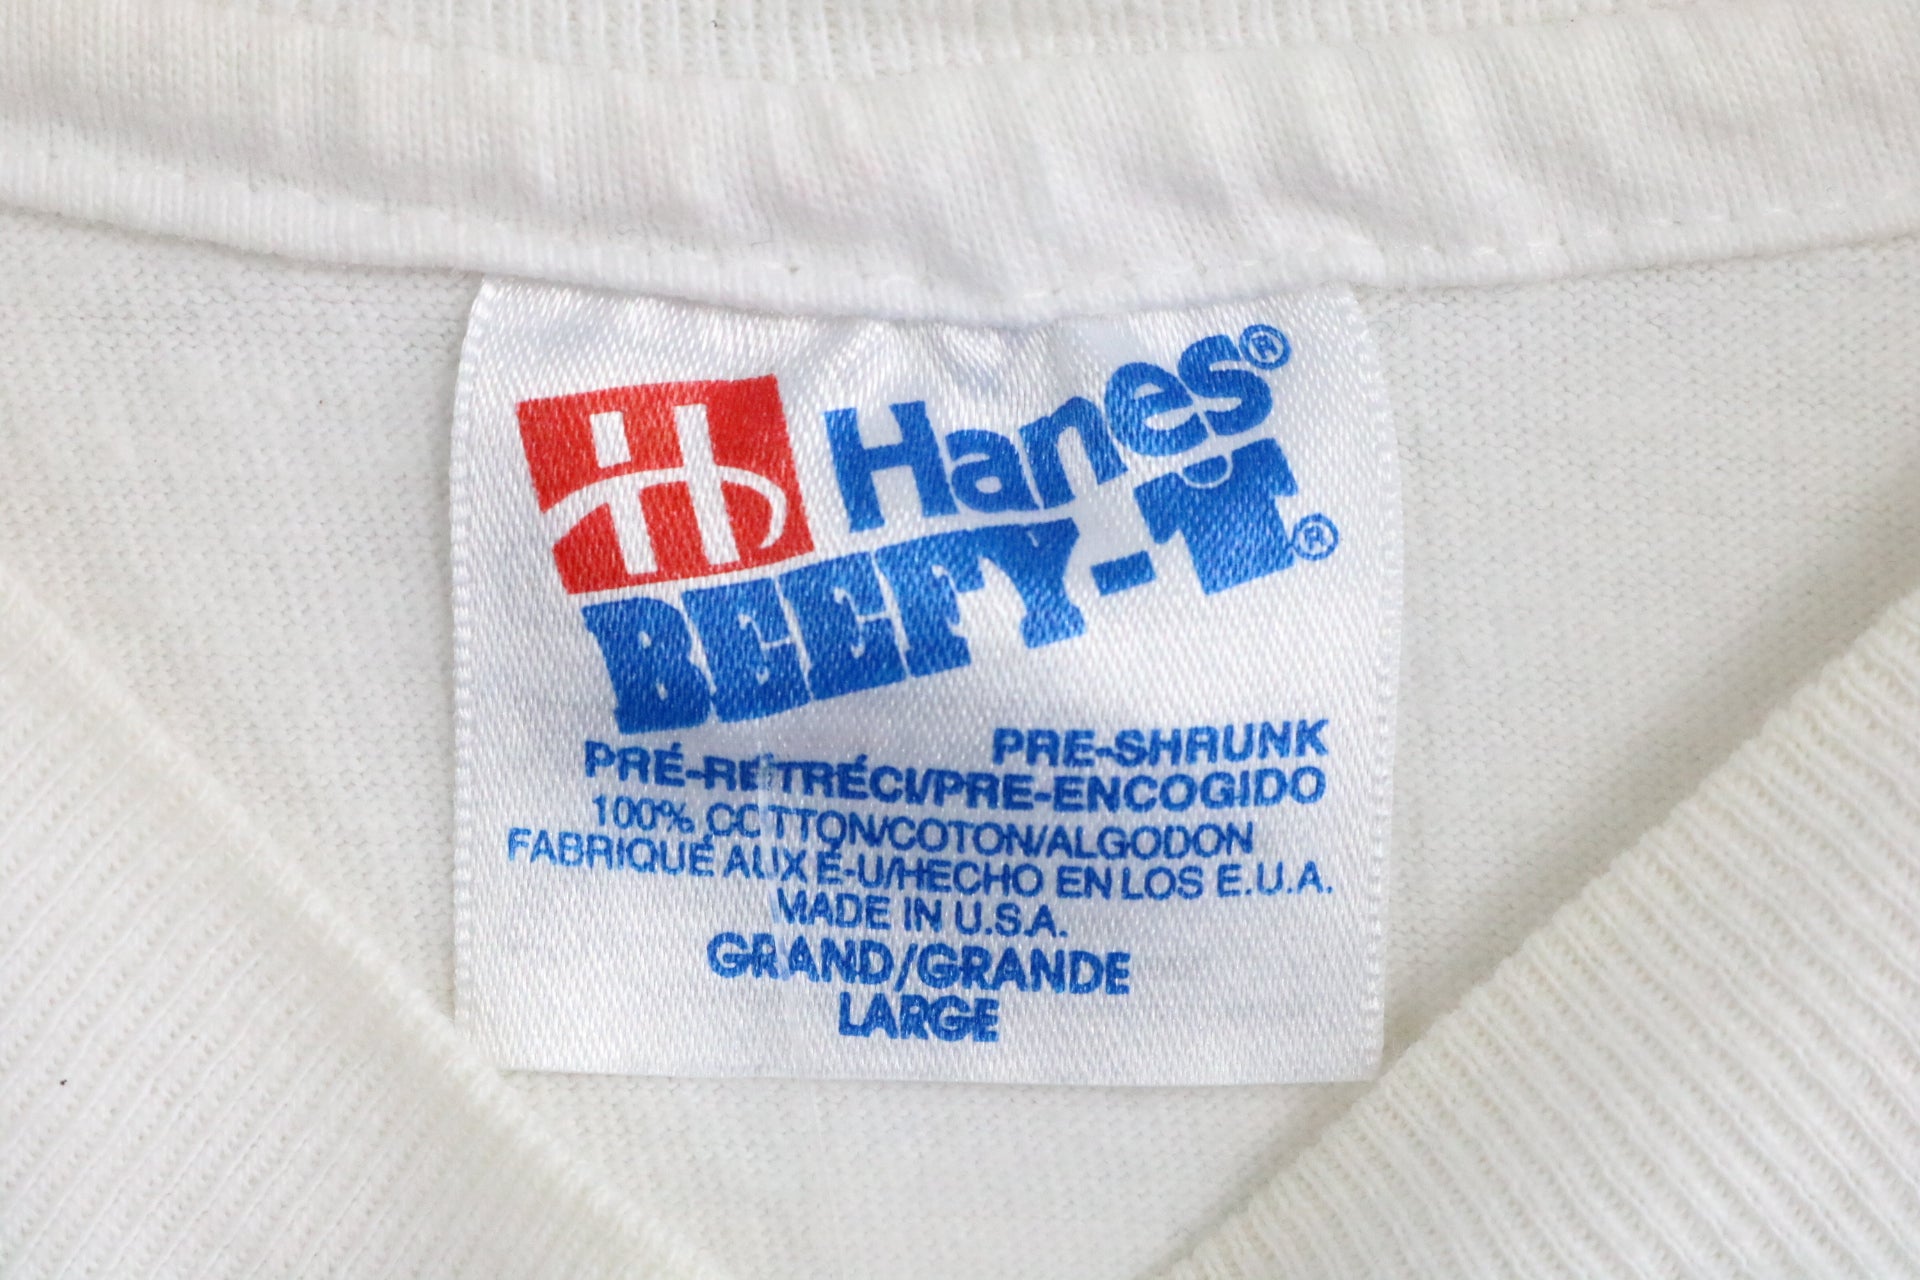 Hanes®
BEEFY-T®
PRE-SHRUNK
PRÉ-RETRÉCI/PRE-ENCOGIDO
100% COTTON/COTON/ALGODON
FABRIQUÉ AUX É-U/HECHO EN LOS E.U.A.
MADE IN U.S.A.
GRAND/GRANDE
LARGE